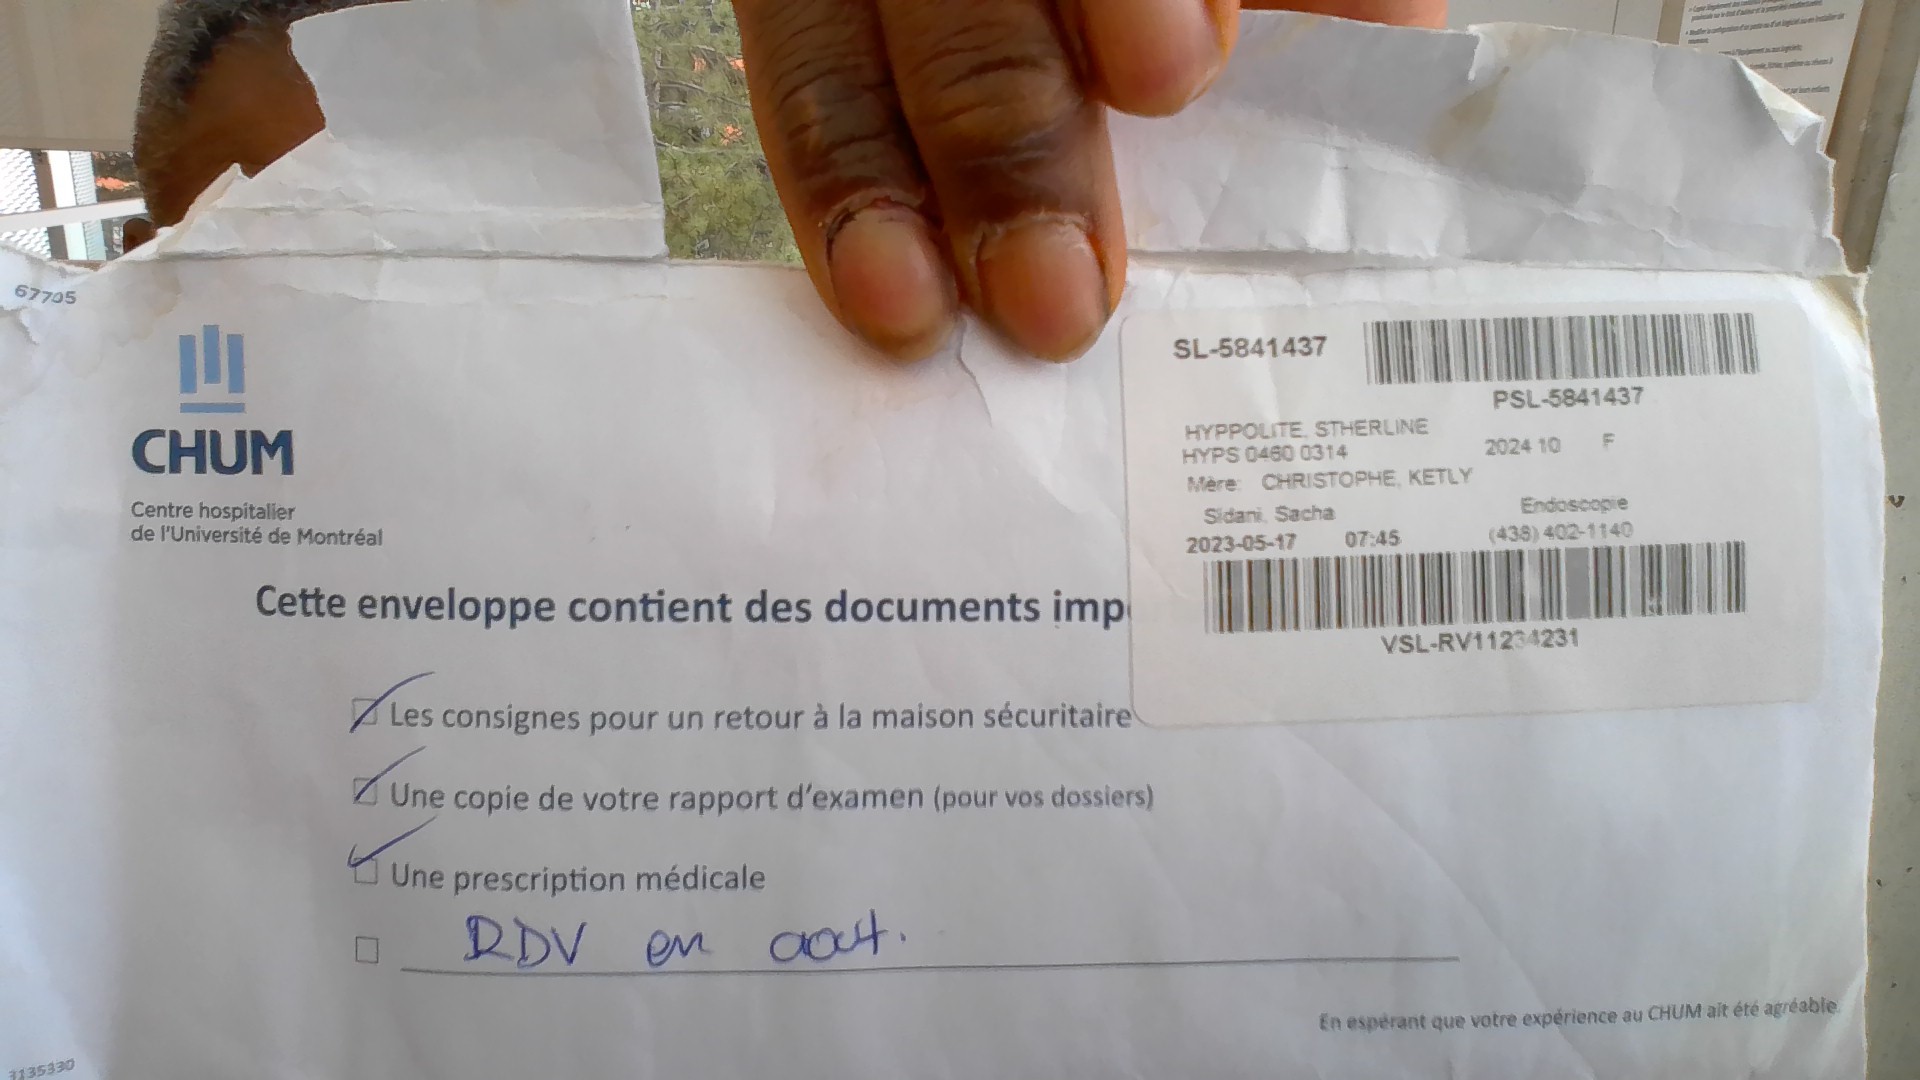 67705
CHUM
Centre hospitalier
de l'Université de Montréal
SL-5841437
PSL-5841437
HYPPOLITE, STHERLINE
HYPS 0460 0314 2024 10 F
Mère: CHRISTOPHE, KETLY
Sidani, Sacha Endoscopie
2023-05-17 07:45 (438) 402-1140
VSL-RV11234231
Cette enveloppe contient des documents imp
Les consignes pour un retour à la maison sécuritaire
Une copie de votre rapport d'examen (pour vos dossiers)
Une prescription médicale
RDV en aout.
En espérant que votre expérience au CHUM ait été agréable.
3135330